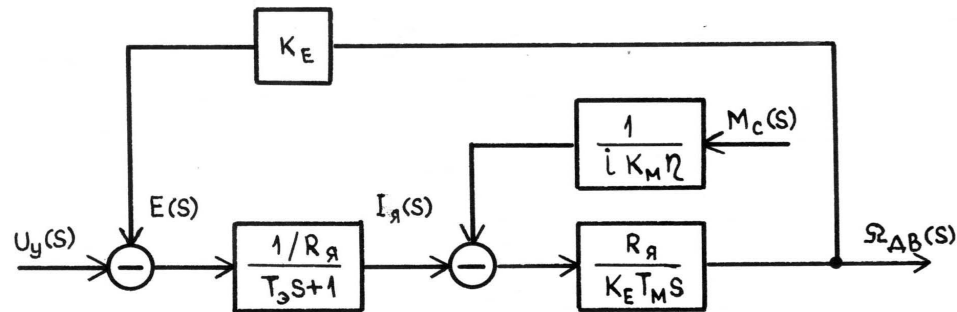 K_E
1
i K_M η
M_C(S)
E(S)
I_Я(S)
U_y(S)
−
1/R_Я
T_Э S+1
−
R_Я
K_E T_M S
Ω_ДВ(S)